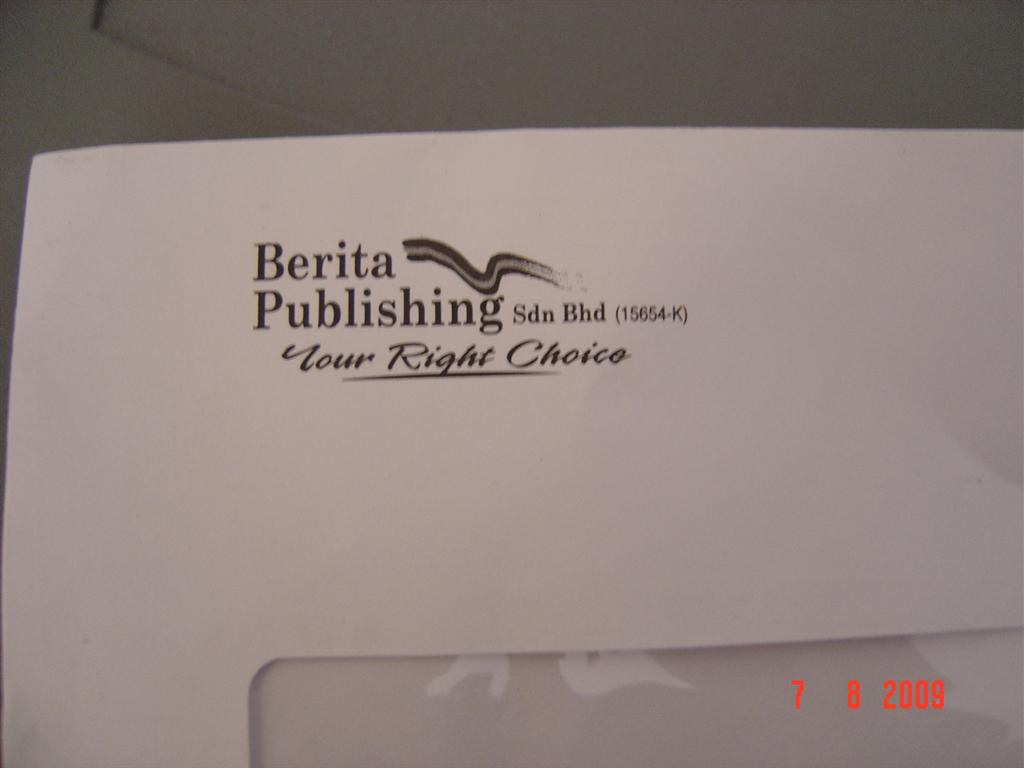 Berita
Publishing Sdn Bhd (15654-K)
Your Right Choice
7 8 2009